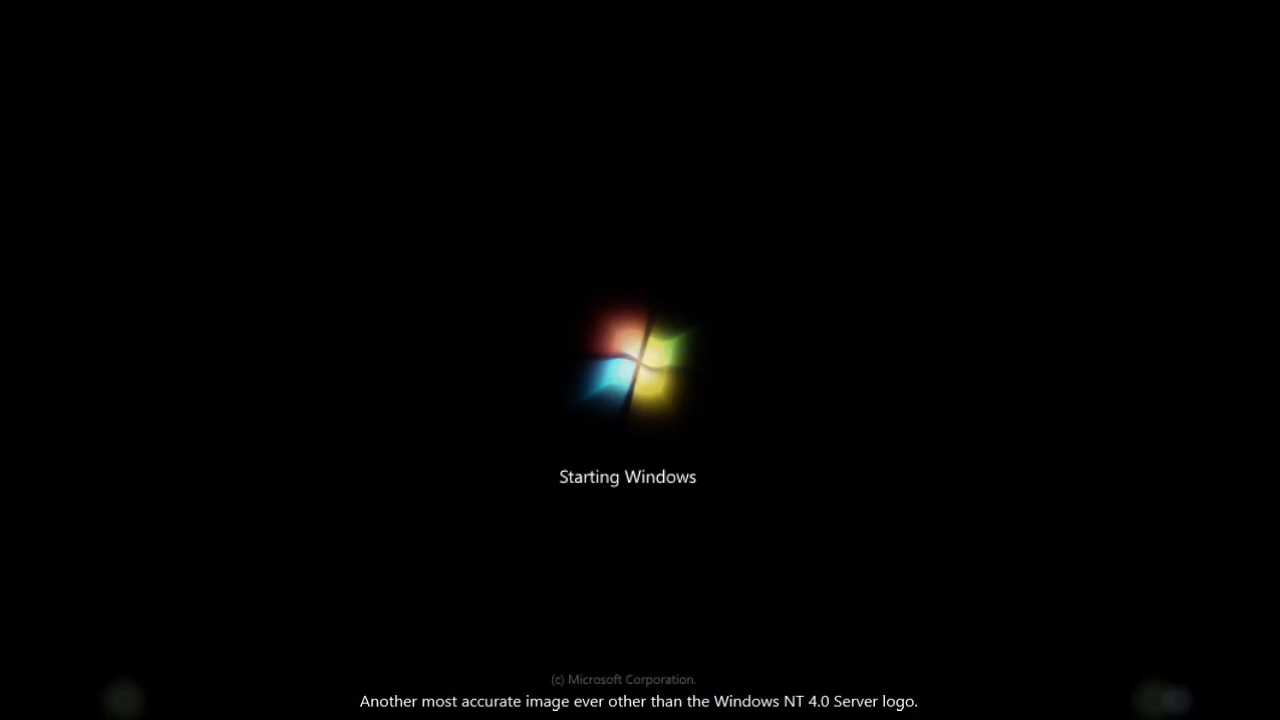 Starting Windows
(c) Microsoft Corporation.
Another most accurate image ever other than the Windows NT 4.0 Server logo.